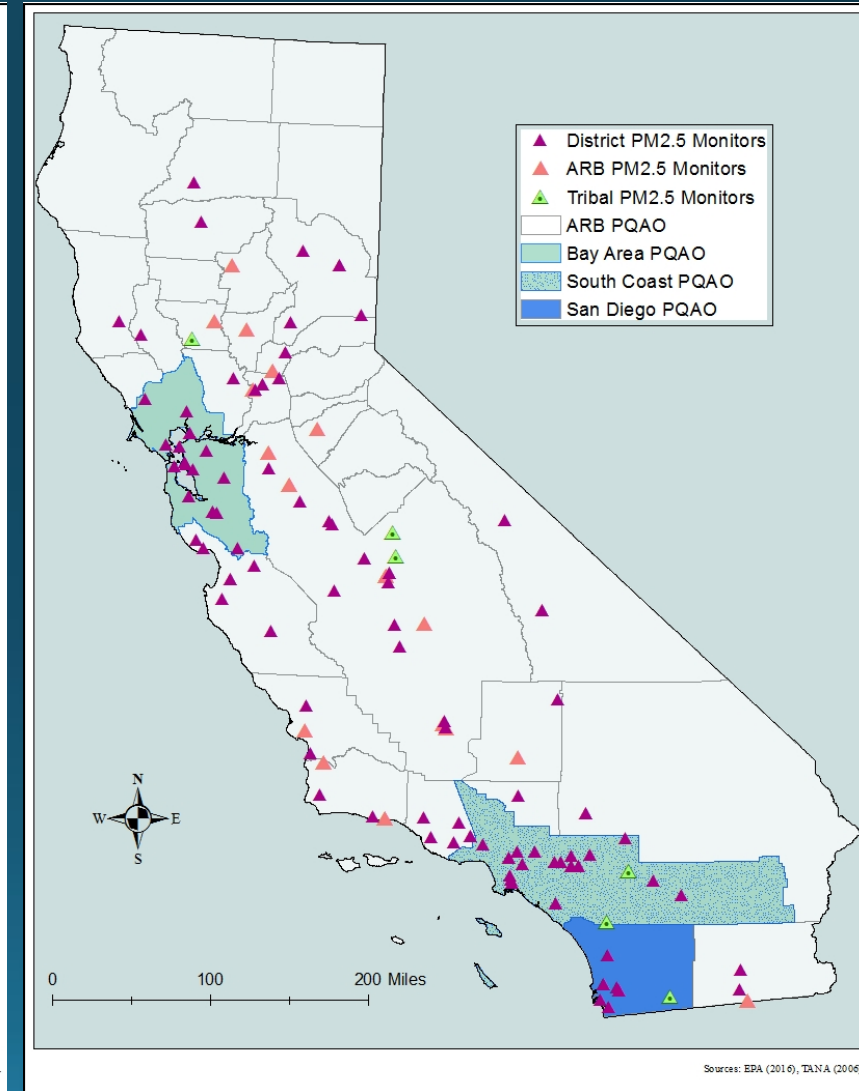 District PM2.5 Monitors
ARB PM2.5 Monitors
Tribal PM2.5 Monitors
ARB PQAO
Bay Area PQAO
South Coast PQAO
San Diego PQAO
N
W E
S
0 100 200 Miles
Sources: EPA (2016), TANA (2006)